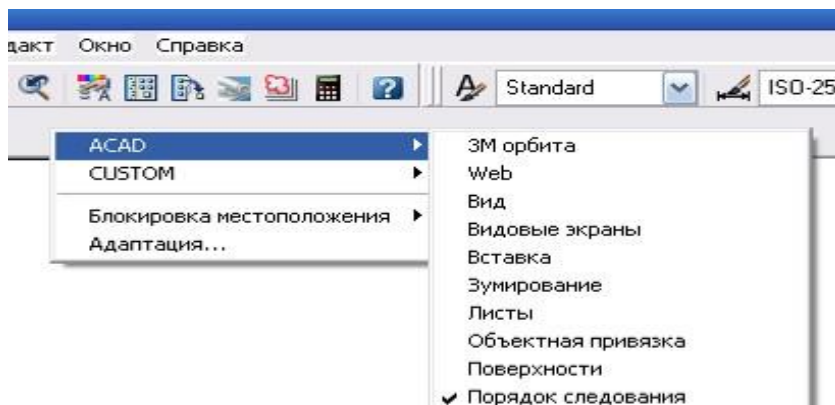 дакт Окно Справка
Standard ISO-25
ACAD
CUSTOM
Блокировка местоположения
Адаптация...
3М орбита
Web
Вид
Видовые экраны
Вставка
Зумирование
Листы
Объектная привязка
Поверхности
Порядок следования